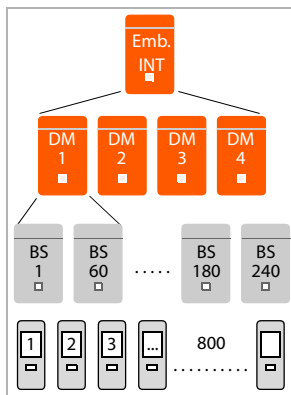 Emb.
INT
DM 1
DM 2
DM 3
DM 4
BS 1
BS 60
.....
BS 180
BS 240
1 2 3 ... 800
..........